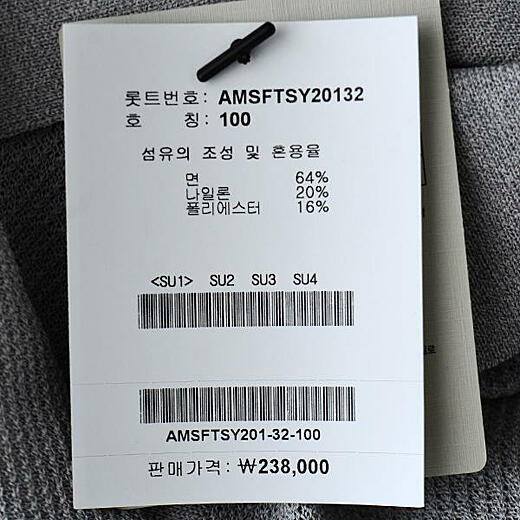 롯트번호: AMSFTSY20132
호 칭: 100
섬유의 조성 및 혼용율
면 64%
나일론 20%
폴리에스터 16%
<SU1> SU2 SU3 SU4
AMSFTSY201-32-100
판매가격: ₩238,000